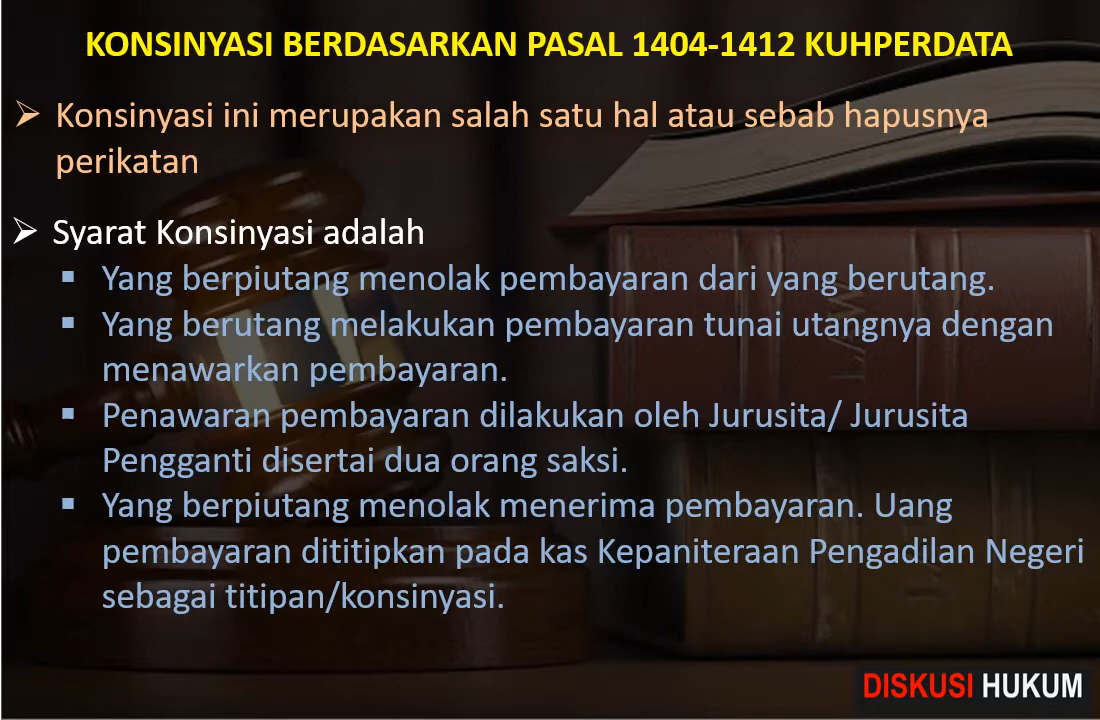 KONSINYASI BERDASARKAN PASAL 1404-1412 KUHPERDATA
➢ Konsinyasi ini merupakan salah satu hal atau sebab hapusnya
perikatan
➢ Syarat Konsinyasi adalah
▪ Yang berpiutang menolak pembayaran dari yang berutang.
▪ Yang berutang melakukan pembayaran tunai utangnya dengan
menawarkan pembayaran.
▪ Penawaran pembayaran dilakukan oleh Jurusita/ Jurusita
Pengganti disertai dua orang saksi.
▪ Yang berpiutang menolak menerima pembayaran. Uang
pembayaran dititipkan pada kas Kepaniteraan Pengadilan Negeri
sebagai titipan/konsinyasi.
LAW
DISKUSI HUKUM